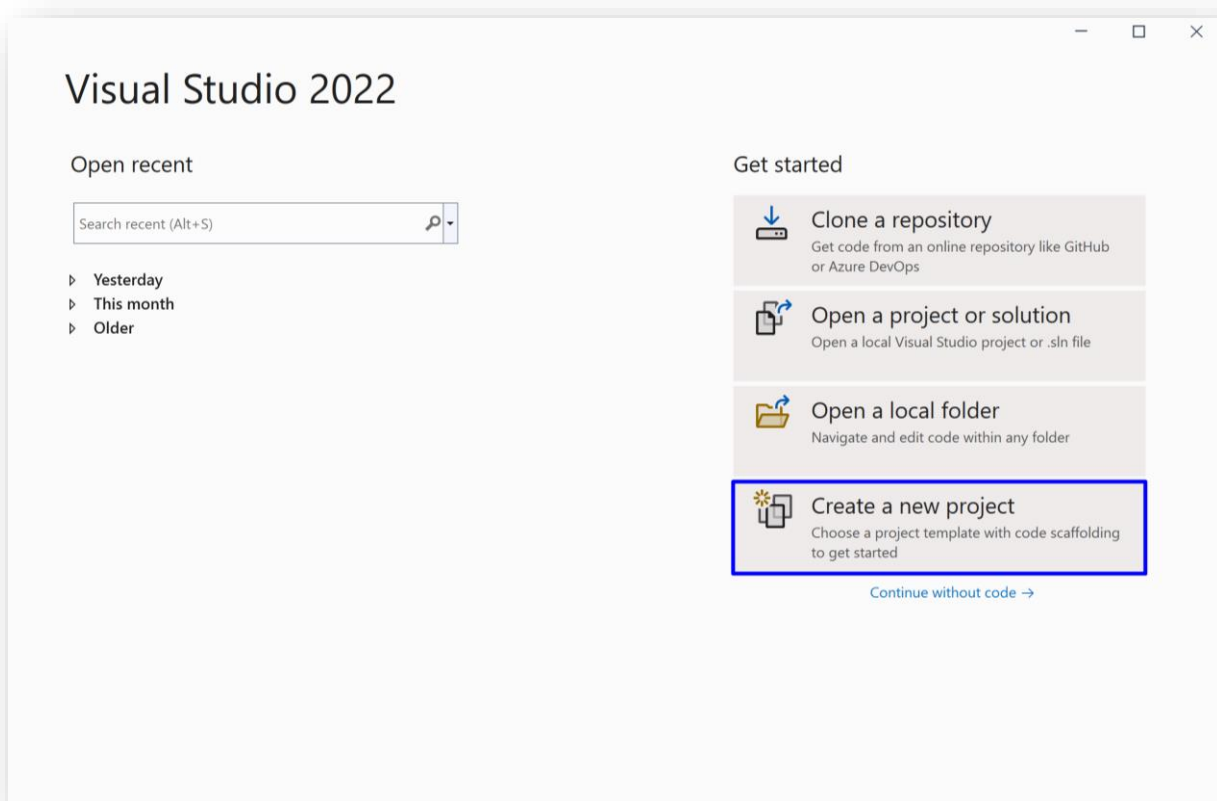 Visual Studio 2022
Open recent
Search recent (Alt+S)
Yesterday
This month
Older
Get started
Clone a repository
Get code from an online repository like GitHub
or Azure DevOps
Open a project or solution
Open a local Visual Studio project or .sln file
Open a local folder
Navigate and edit code within any folder
Create a new project
Choose a project template with code scaffolding
to get started
Continue without code →